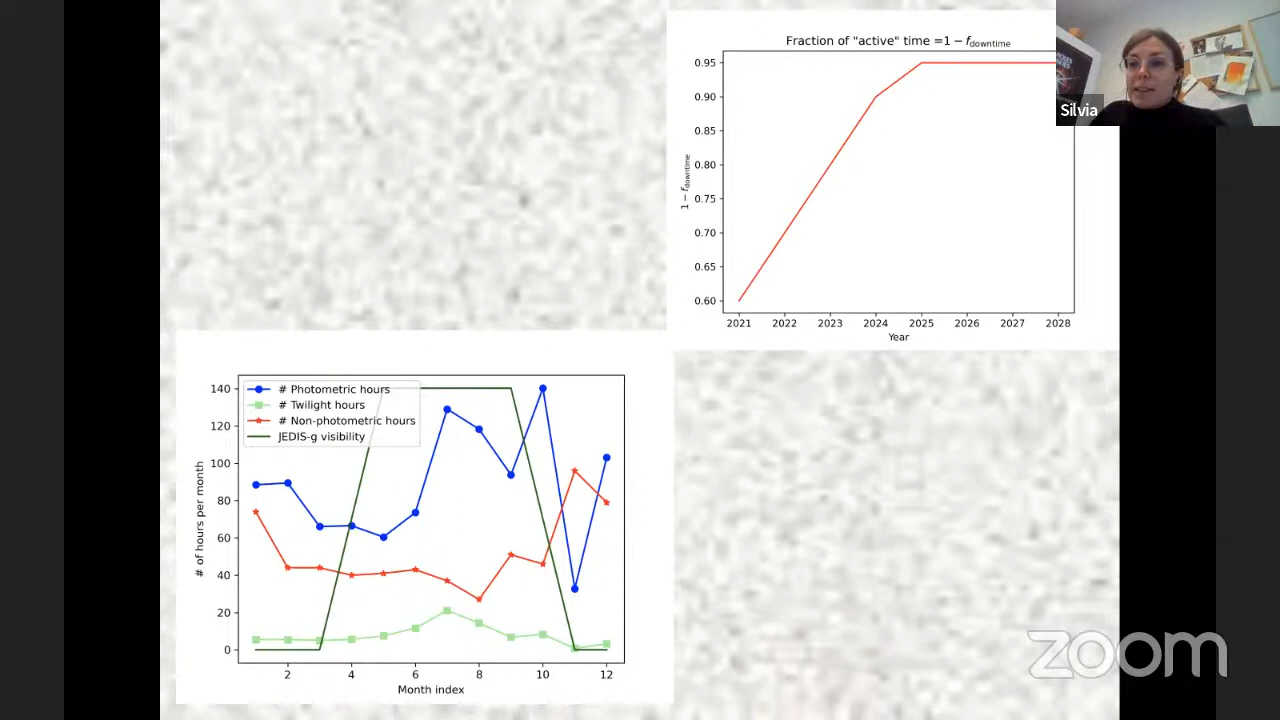 Fraction of "active" time =1 − f_downtime
0.95
0.90
0.85
0.80
0.75
0.70
0.65
0.60
1 − f_downtime
2021 2022 2023 2024 2025 2026 2027 2028
Year
Silvia
# Photometric hours
# Twilight hours
# Non-photometric hours
JEDIS-g visibility
140
120
100
80
60
40
20
0
# of hours per month
2 4 6 8 10 12
Month index
zoom